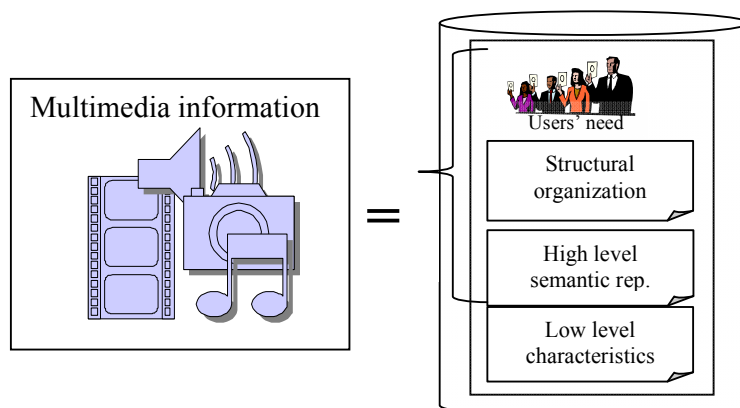 Multimedia information
=
Users' need
Structural
organization
High level
semantic rep.
Low level
characteristics